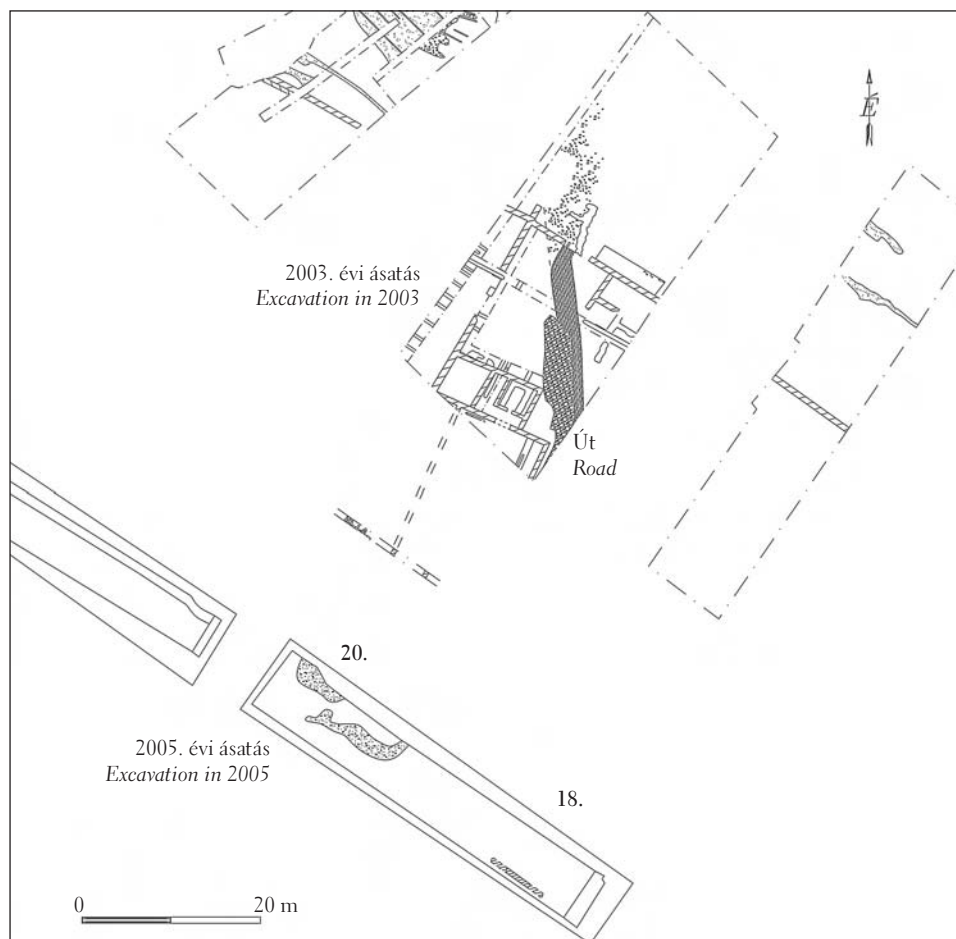 É
2003. évi ásatás
Excavation in 2003
Út
Road
20.
2005. évi ásatás
Excavation in 2005
18.
0 20 m